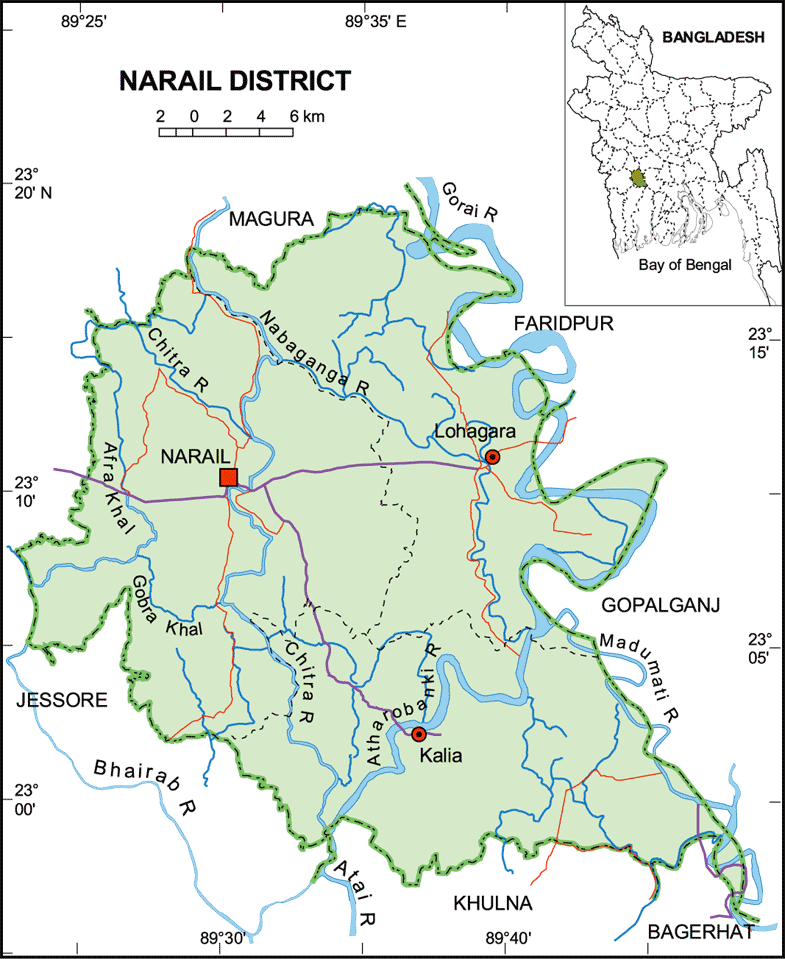 89°25'
89°35' E
BANGLADESH
NARAIL DISTRICT
2 0 2 4 6 km
23°
20' N
MAGURA
Gorai R
Bay of Bengal
FARIDPUR
23°
15'
Nabaganga R
Chitra R
Lohagara
NARAIL
Afra Khal
23°
10'
Gobra Khal
GOPALGANJ
Madumati R
23°
05'
Chitra R
Atharobanki R
JESSORE
Kalia
Bhairab R
23°
00'
23°
Atai R
KHULNA
BAGERHAT
89°30'
89°40'